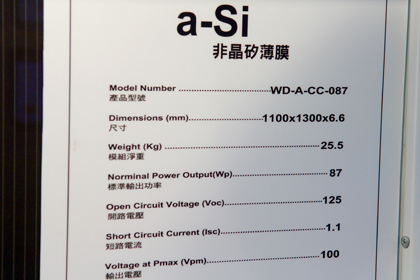 a-Si
非晶矽薄膜
Model Number ........................ WD-A-CC-087
產品型號
Dimensions (mm) ........................ 1100x1300x6.6
尺寸
Weight (Kg) ........................ 25.5
模組淨重
Norminal Power Output(Wp) ........................ 87
標準輸出功率
Open Circuit Voltage (Voc) ........................ 125
開路電壓
Short Circuit Current (Isc) ........................ 1.1
短路電流
Voltage at Pmax (Vpm) ........................ 100
輸出電壓